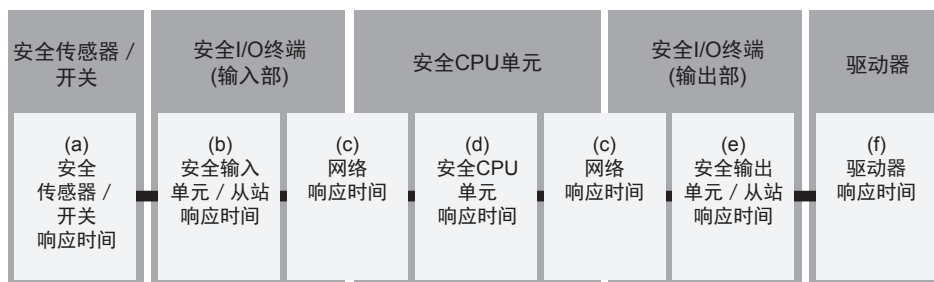 安全传感器 /
开关
安全I/O终端
(输入部)
安全CPU单元
安全I/O终端
(输出部)
驱动器
(a)
安全
传感器 /
开关
响应时间
(b)
安全输入
单元 / 从站
响应时间
(c)
网络
响应时间
(d)
安全CPU
单元
响应时间
(c)
网络
响应时间
(e)
安全输出
单元 / 从站
响应时间
(f)
驱动器
响应时间